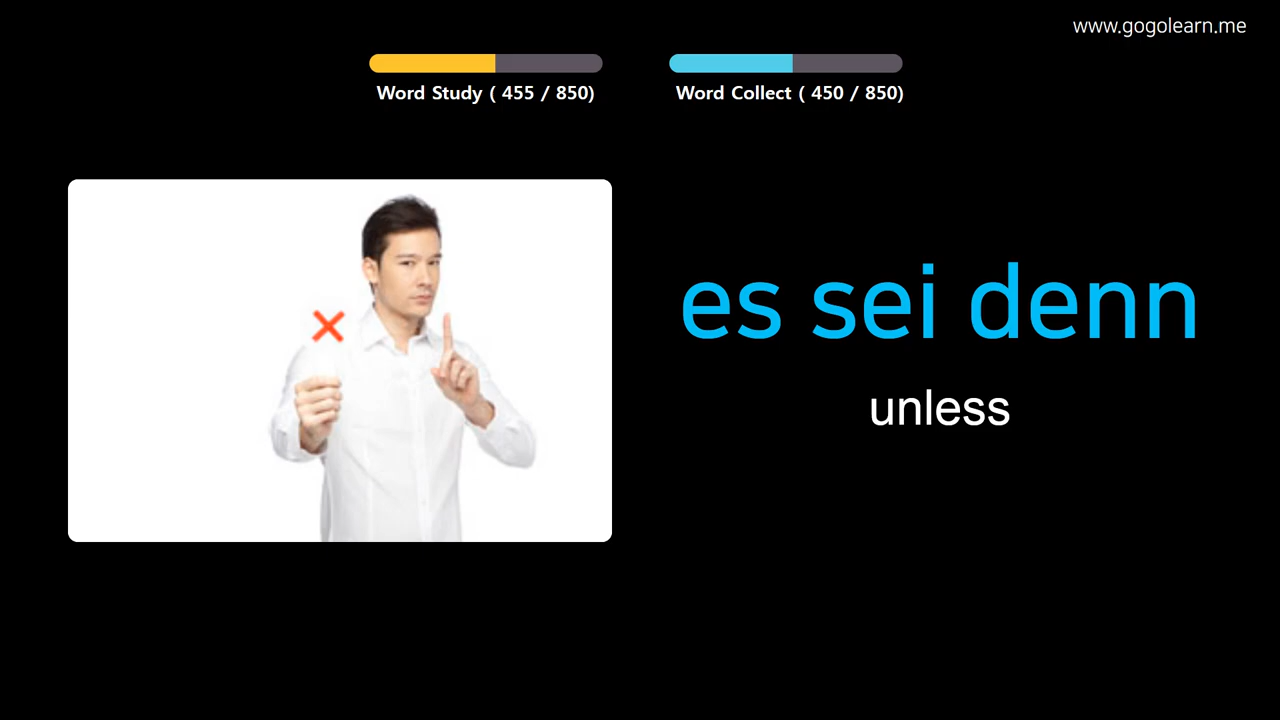 www.gogolearn.me
Word Study ( 455 / 850)
Word Collect ( 450 / 850)
es sei denn
unless